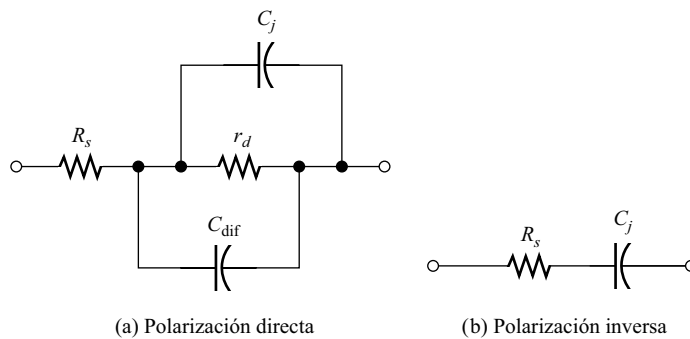 C_j
R_s
r_d
C_dif
C_j
R_s
(a) Polarización directa
(b) Polarización inversa